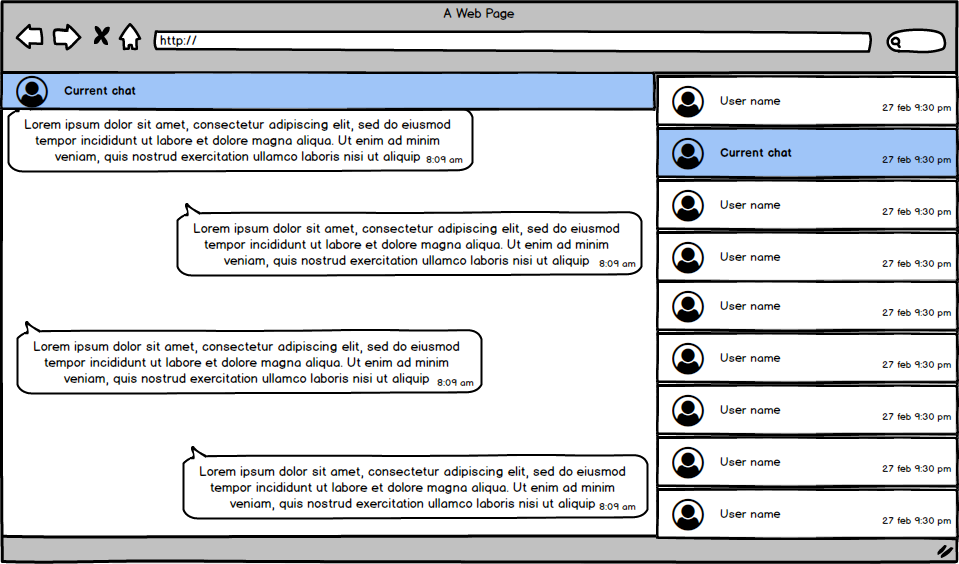 A Web Page
http://
Current chat
Lorem ipsum dolor sit amet, consectetur adipiscing elit, sed do eiusmod
tempor incididunt ut labore et dolore magna aliqua. Ut enim ad minim
veniam, quis nostrud exercitation ullamco laboris nisi ut aliquip 8:09 am
Lorem ipsum dolor sit amet, consectetur adipiscing elit, sed do eiusmod
tempor incididunt ut labore et dolore magna aliqua. Ut enim ad minim
veniam, quis nostrud exercitation ullamco laboris nisi ut aliquip 8:09 am
Lorem ipsum dolor sit amet, consectetur adipiscing elit, sed do eiusmod
tempor incididunt ut labore et dolore magna aliqua. Ut enim ad minim
veniam, quis nostrud exercitation ullamco laboris nisi ut aliquip 8:09 am
Lorem ipsum dolor sit amet, consectetur adipiscing elit, sed do eiusmod
tempor incididunt ut labore et dolore magna aliqua. Ut enim ad minim
veniam, quis nostrud exercitation ullamco laboris nisi ut aliquip 8:09 am
User name
27 feb 9:30 pm
Current chat
27 feb 9:30 pm
User name
27 feb 9:30 pm
User name
27 feb 9:30 pm
User name
27 feb 9:30 pm
User name
27 feb 9:30 pm
User name
27 feb 9:30 pm
User name
27 feb 9:30 pm
User name
27 feb 9:30 pm